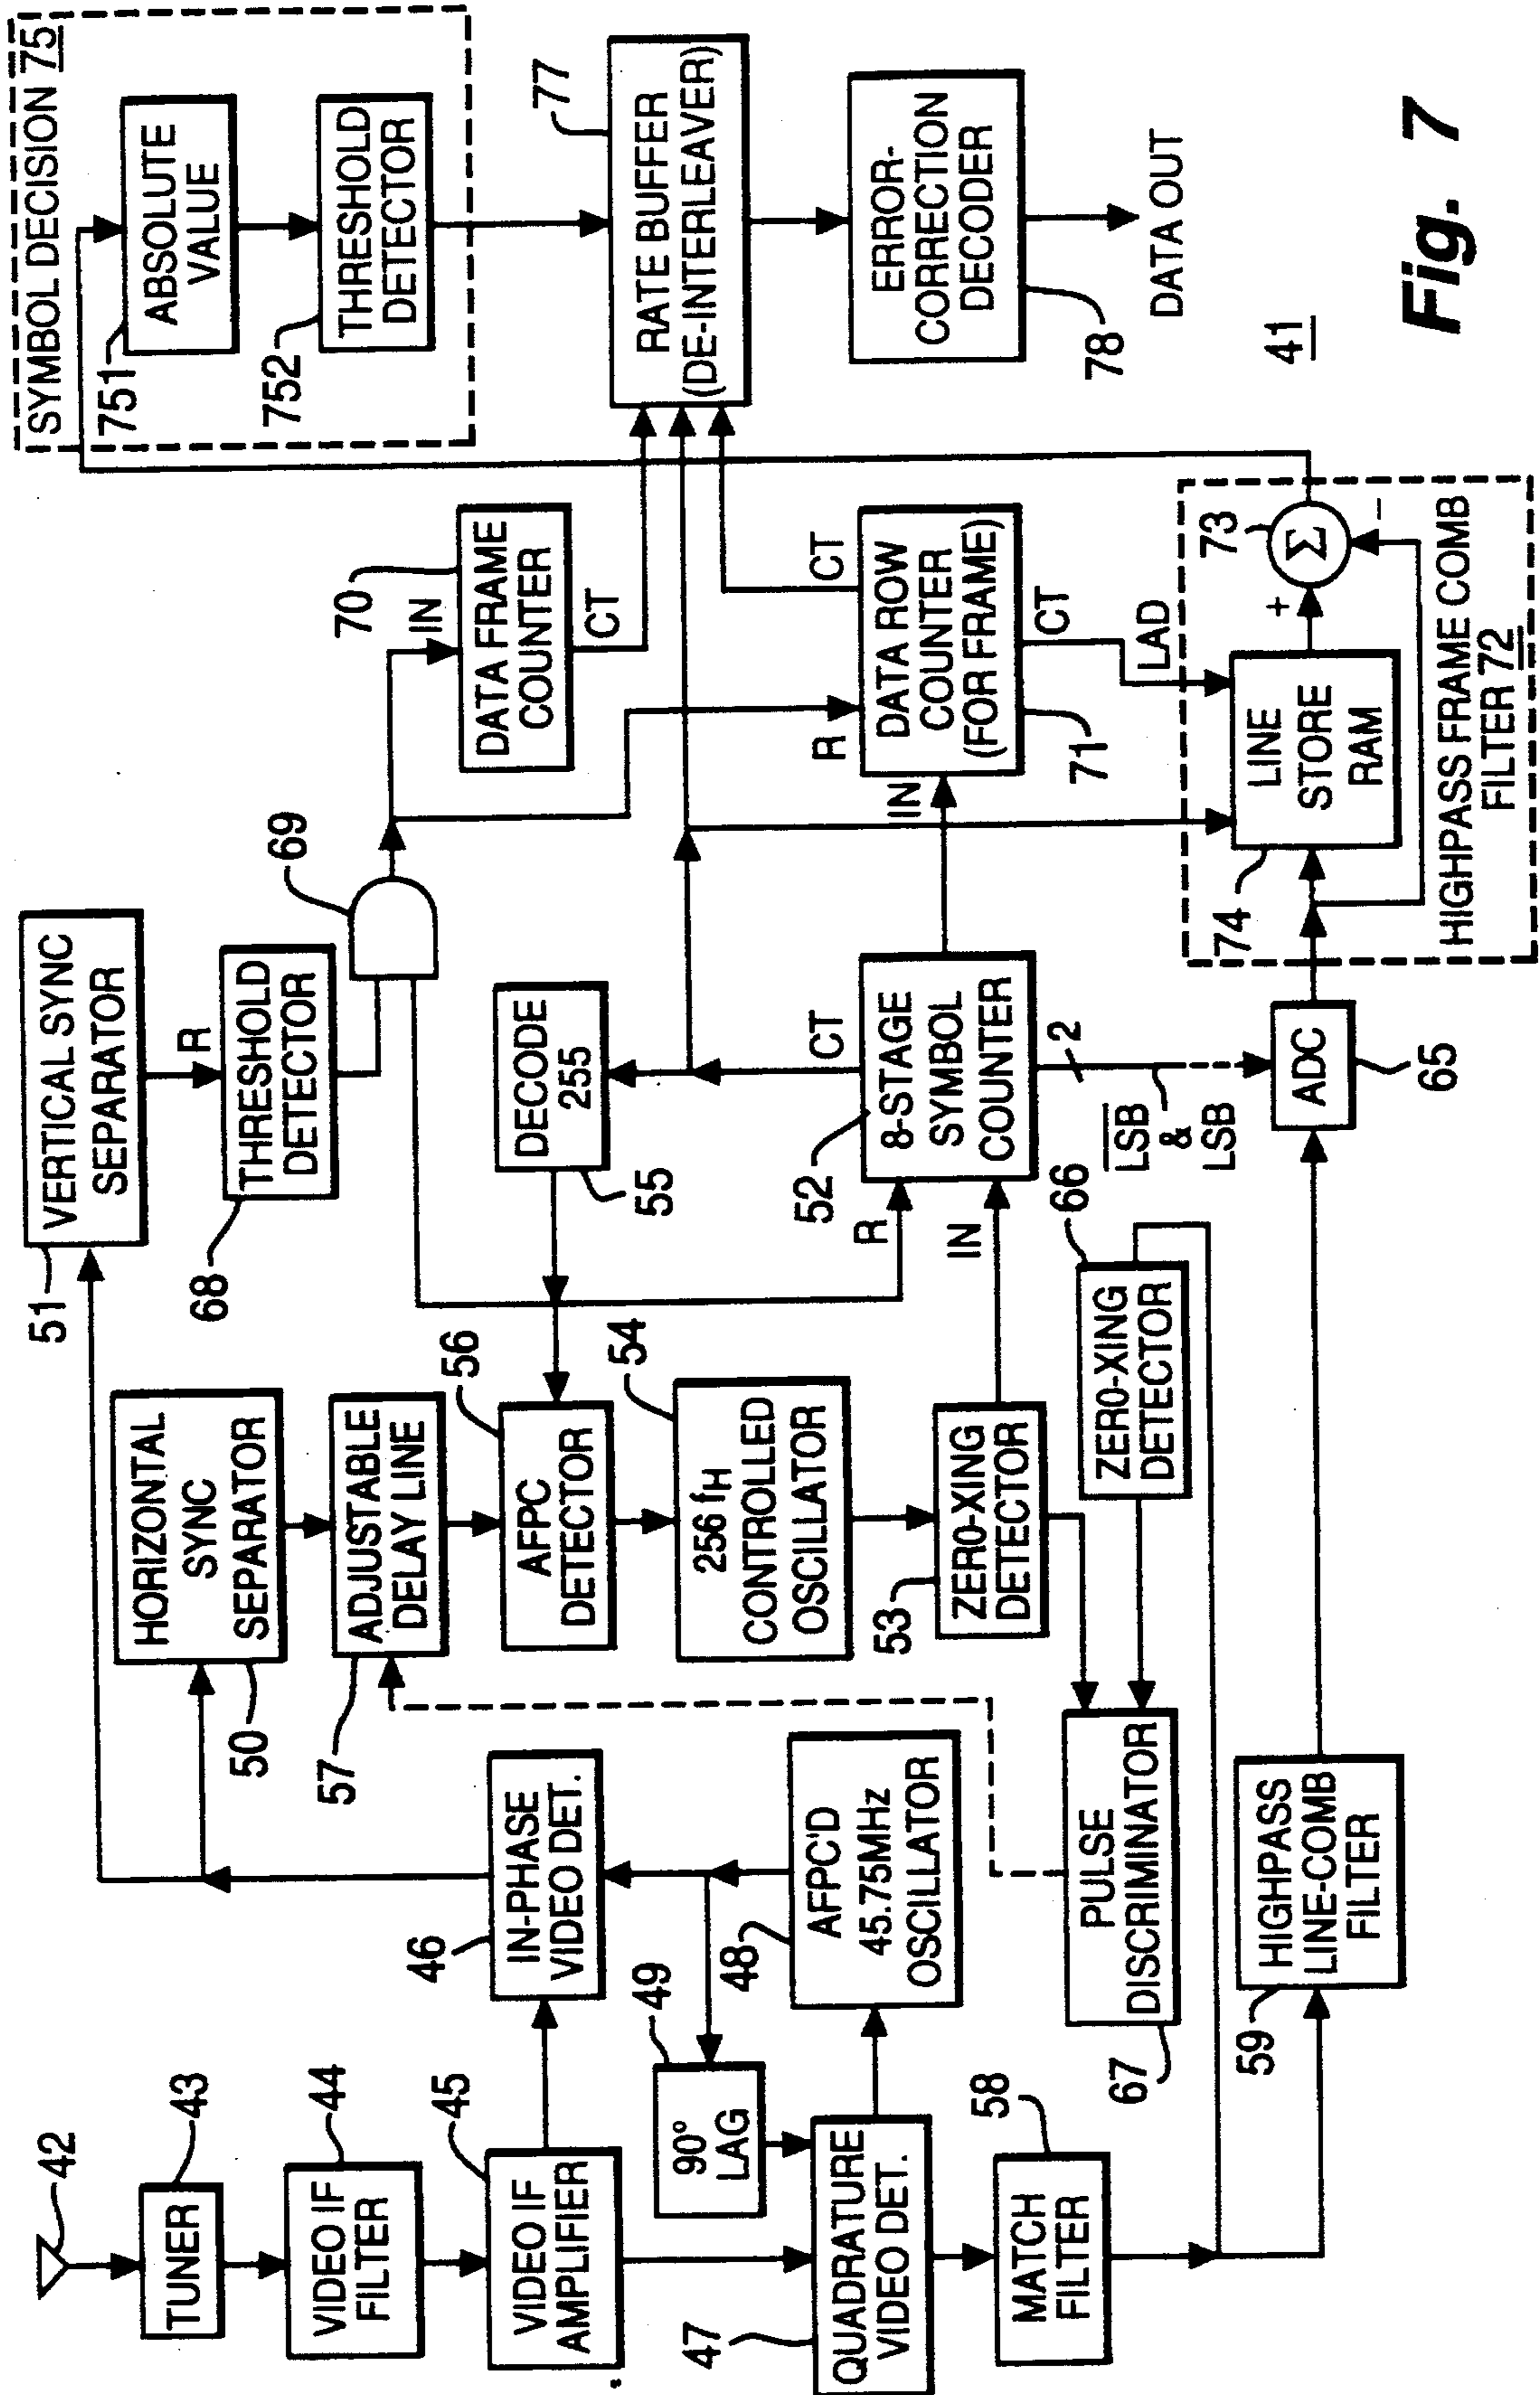 42
43
TUNER
44
VIDEO IF
FILTER
45
VIDEO IF
AMPLIFIER
46
IN-PHASE
VIDEO DET.
49
90°
LAG
48
AFPC'D
45.75MHz
OSCILLATOR
47
QUADRATURE
VIDEO DET.
58
MATCH
FILTER
67
PULSE
DISCRIMINATOR
59
HIGHPASS
LINE-COMB
FILTER
50
HORIZONTAL
SYNC
SEPARATOR
57
ADJUSTABLE
DELAY LINE
56
AFPC
DETECTOR
54
256 fH
CONTROLLED
OSCILLATOR
53
ZERO-XING
DETECTOR
66
ZERO-XING
DETECTOR
51
VERTICAL SYNC
SEPARATOR
R
68
THRESHOLD
DETECTOR
69
DECODE
255
55
CT
R
IN
52
8-STAGE
SYMBOL
COUNTER
2
L̅S̅B̅
&
LSB
ADC
65
70
IN
DATA FRAME
COUNTER
CT
R
IN
CT
DATA ROW
COUNTER
(FOR FRAME)
71
CT
LAD
74
LINE
STORE
RAM
73
+
Σ
–
HIGHPASS FRAME COMB
FILTER 72
SYMBOL DECISION 75
751
ABSOLUTE
VALUE
752
THRESHOLD
DETECTOR
77
RATE BUFFER
(DE-INTERLEAVER)
ERROR-
CORRECTION
DECODER
78
DATA OUT
41
Fig. 7